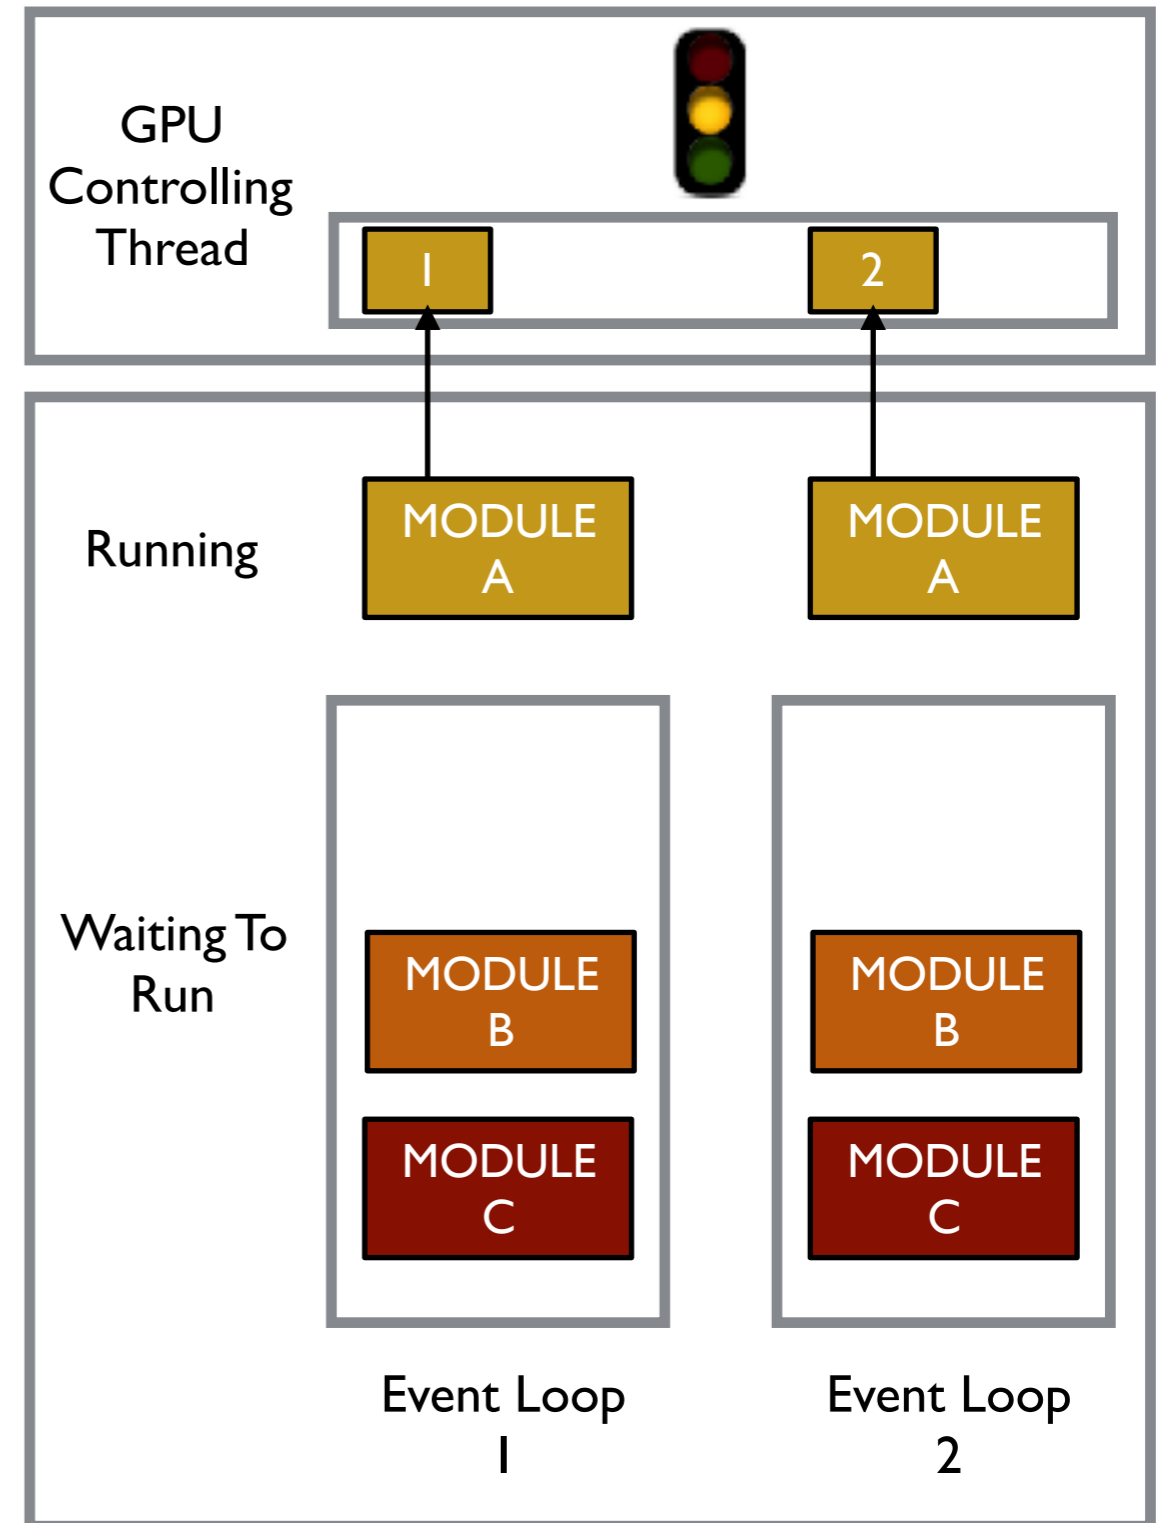 GPU
Controlling
Thread
1
2
Running
MODULE
A
MODULE
A
Waiting To
Run
MODULE
B
MODULE
B
MODULE
C
MODULE
C
Event Loop
1
Event Loop
2